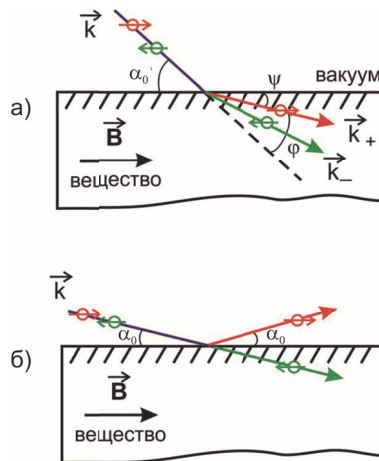 k
α₀
ψ
вакуум
а)
B
k₊
φ
вещество
k₋
k
α₀
α₀
б)
B
вещество